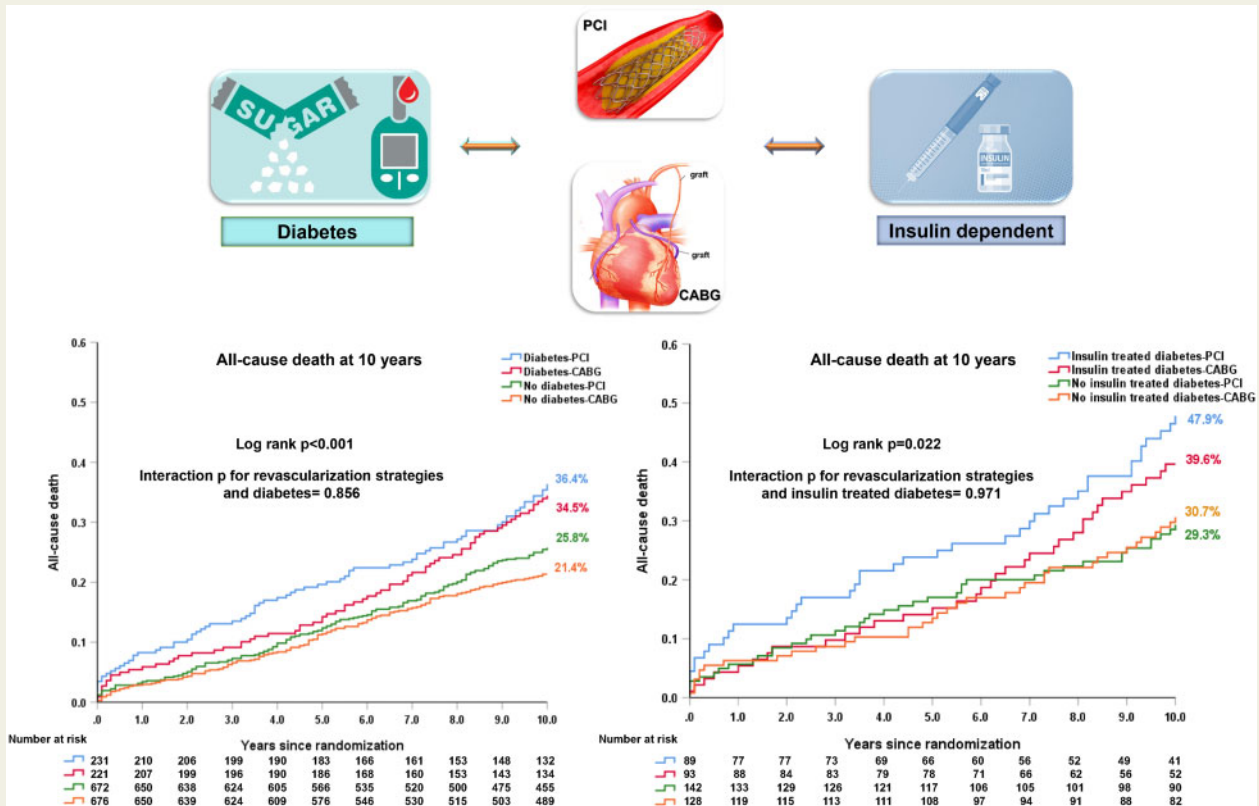 PCI
SUGAR
INSULIN
graft
graft
CABG
Diabetes
Insulin dependent
All-cause death at 10 years
Diabetes-PCI
Diabetes-CABG
No diabetes-PCI
No diabetes-CABG
Log rank p<0.001
Interaction p for revascularization strategies
and diabetes= 0.856
36.4%
34.5%
25.8%
21.4%
All-cause death
0.6
0.5
0.4
0.3
0.2
0.1
0.0
.0 1.0 2.0 3.0 4.0 5.0 6.0 7.0 8.0 9.0 10.0
Number at risk
Years since randomization
231 210 206 199 190 183 166 161 153 148 132
221 207 199 196 190 186 168 160 153 143 134
672 650 638 624 605 566 535 520 500 475 455
676 650 639 624 609 576 546 530 515 503 489
All-cause death at 10 years
Insulin treated diabetes-PCI
Insulin treated diabetes-CABG
No insulin treated diabetes-PCI
No insulin treated diabetes-CABG
Log rank p=0.022
Interaction p for revascularization strategies
and insulin treated diabetes= 0.971
47.9%
39.6%
30.7%
29.3%
All-cause death
0.6
0.5
0.4
0.3
0.2
0.1
0.0
.0 1.0 2.0 3.0 4.0 5.0 6.0 7.0 8.0 9.0 10.0
Number at risk
Years since randomization
89 77 77 73 69 66 60 56 52 49 41
93 88 84 83 79 78 71 66 62 56 52
142 133 129 126 121 117 106 105 101 98 90
128 119 115 113 111 108 97 94 91 88 82